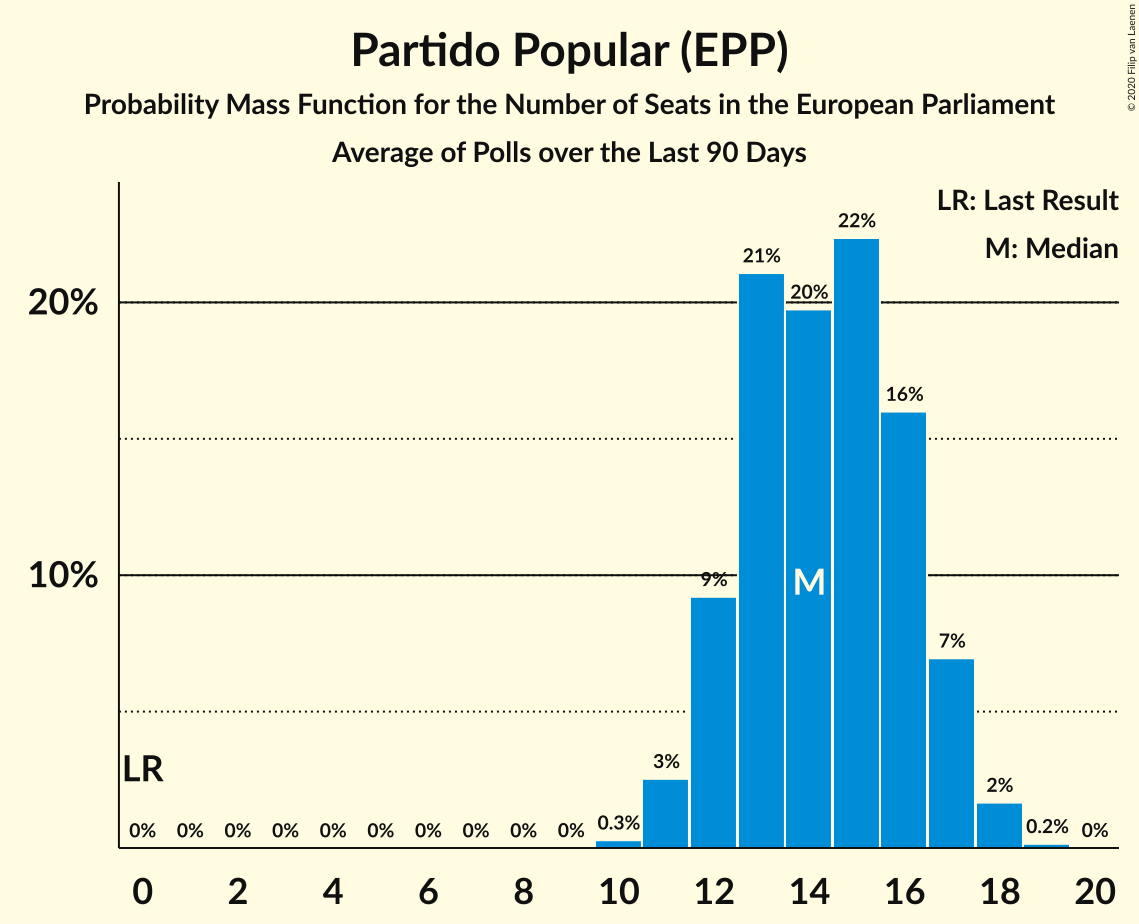 Partido Popular (EPP)
Probability Mass Function for the Number of Seats in the European Parliament
Average of Polls over the Last 90 Days
© 2020 Filip van Laenen
LR: Last Result
M: Median
20%
10%
0% 0% 0% 0% 0% 0% 0% 0% 0% 0% 0.3% 3% 9% 21% 20% 22% 16% 7% 2% 0.2% 0%
LR
M
0 2 4 6 8 10 12 14 16 18 20